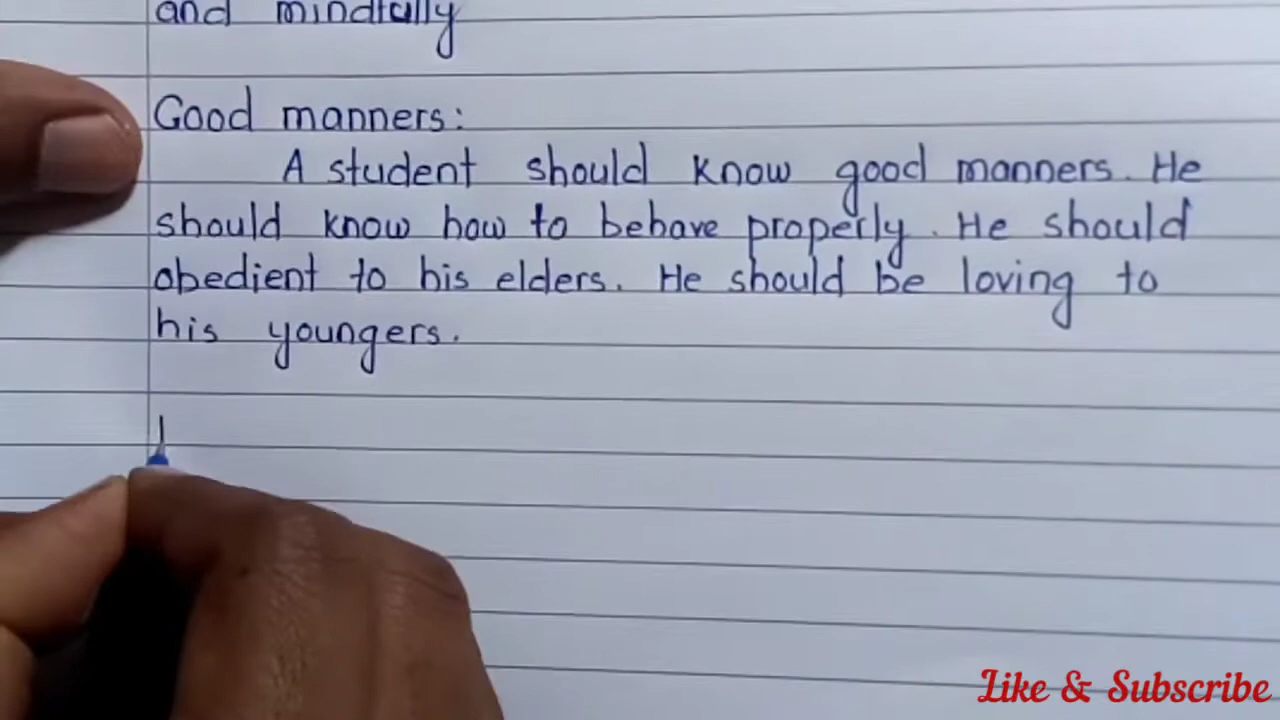 and mindfully
Good manners:
A student should know good manners. He
should know how to behave properly. He should
obedient to his elders. He should be loving to
his youngers.
Like & Subscribe